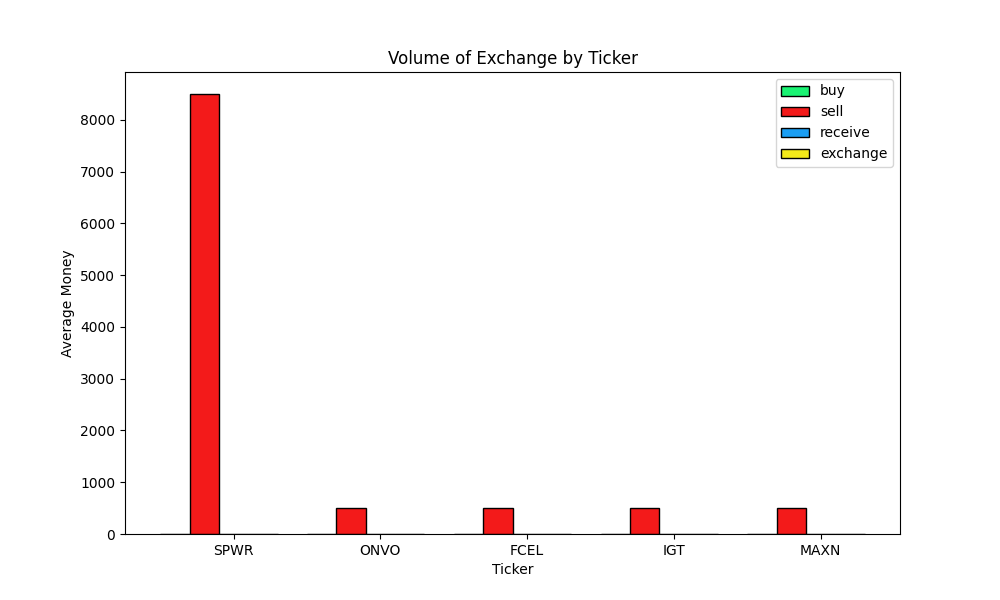 Volume of Exchange by Ticker
buy
sell
receive
exchange
8000
7000
6000
5000
4000
3000
2000
1000
0
Average Money
SPWR ONVO FCEL IGT MAXN
Ticker